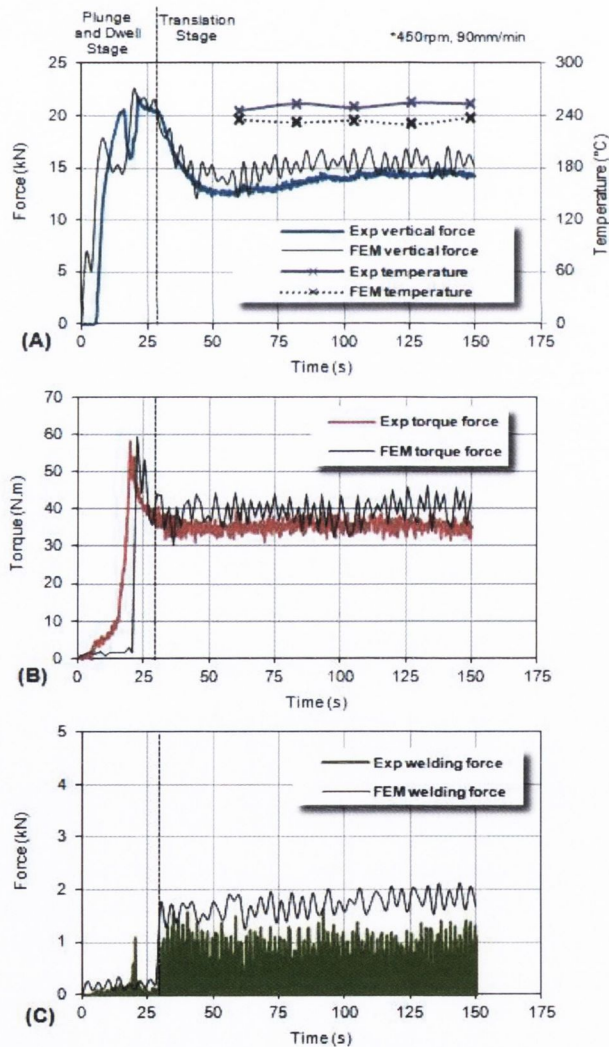 Plunge
and Dwell
Stage
Translation
Stage
*450rpm, 90mm/min
25
20
15
10
5
0
Force (kN)
300
240
180
120
60
0
Temperature (°C)
Exp vertical force
FEM vertical force
Exp temperature
FEM temperature
0 25 50 75 100 125 150 175
(A)
Time (s)
70
60
50
40
30
20
10
0
Torque (N.m)
Exp torque force
FEM torque force
0 25 50 75 100 125 150 175
(B)
Time (s)
5
4
3
2
1
0
Force (kN)
Exp welding force
FEM welding force
0 25 50 75 100 125 150 175
(C)
Time (s)